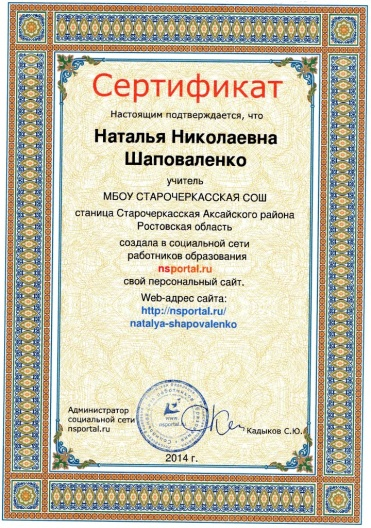 Сертификат
Настоящим подтверждается, что
Наталья Николаевна
Шаповаленко
учитель
МБОУ СТАРОЧЕРКАССКАЯ СОШ
станица Старочеркасская Аксайского района
Ростовская область
создала в социальной сети
работников образования
nsportal.ru
свой персональный сайт.
Web-адрес сайта:
http://nsportal.ru/
natalya-shapovalenko
Администратор
социальной сети
nsportal.ru
nsportal.ru
Кадыков С.Ю.
2014 г.